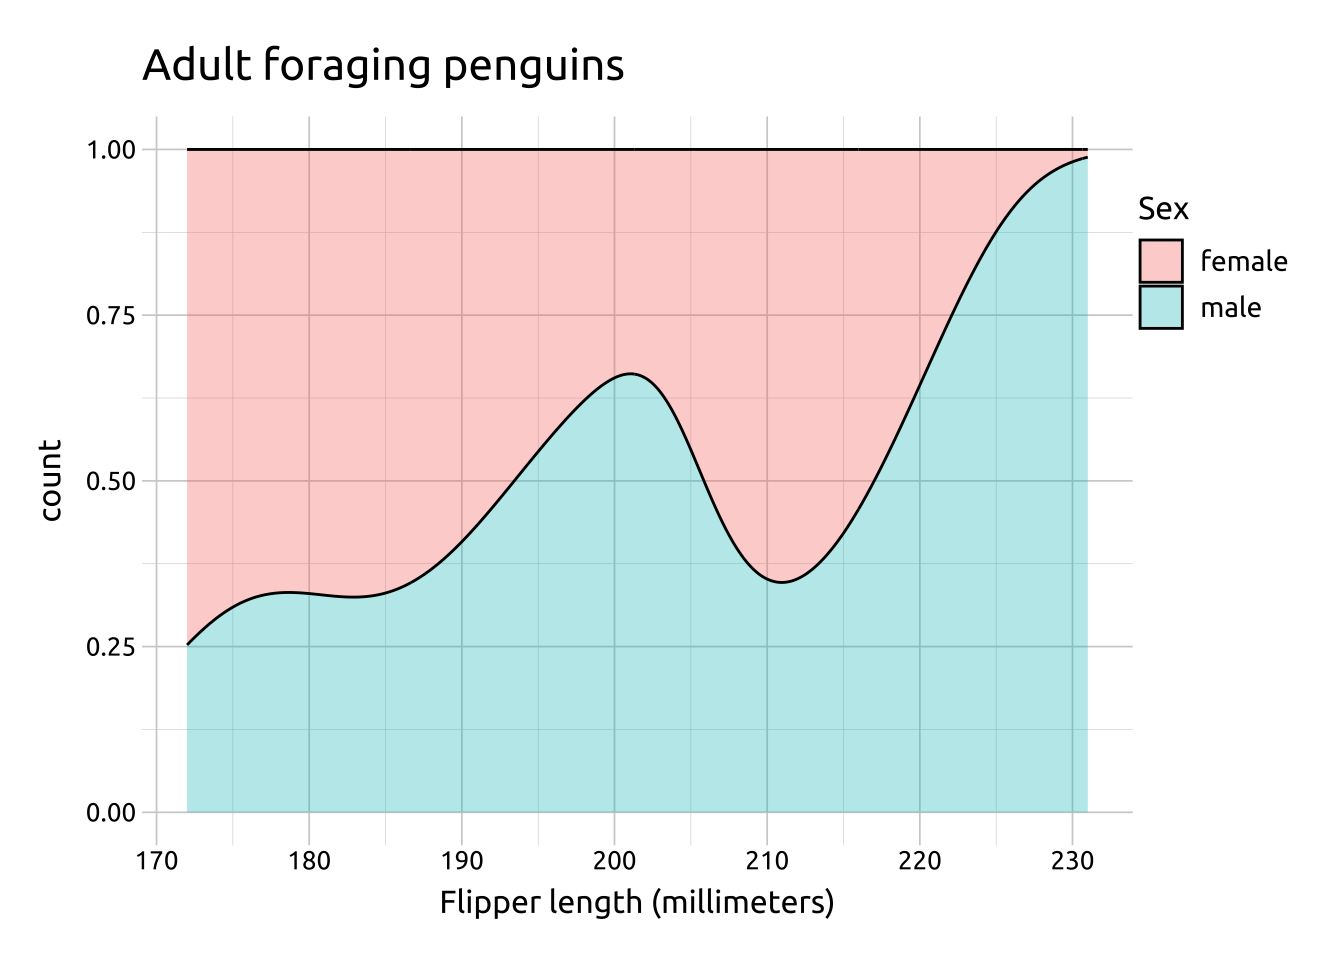 Adult foraging penguins
1.00
0.75
0.50
0.25
0.00
count
170 180 190 200 210 220 230
Flipper length (millimeters)
Sex
female
male